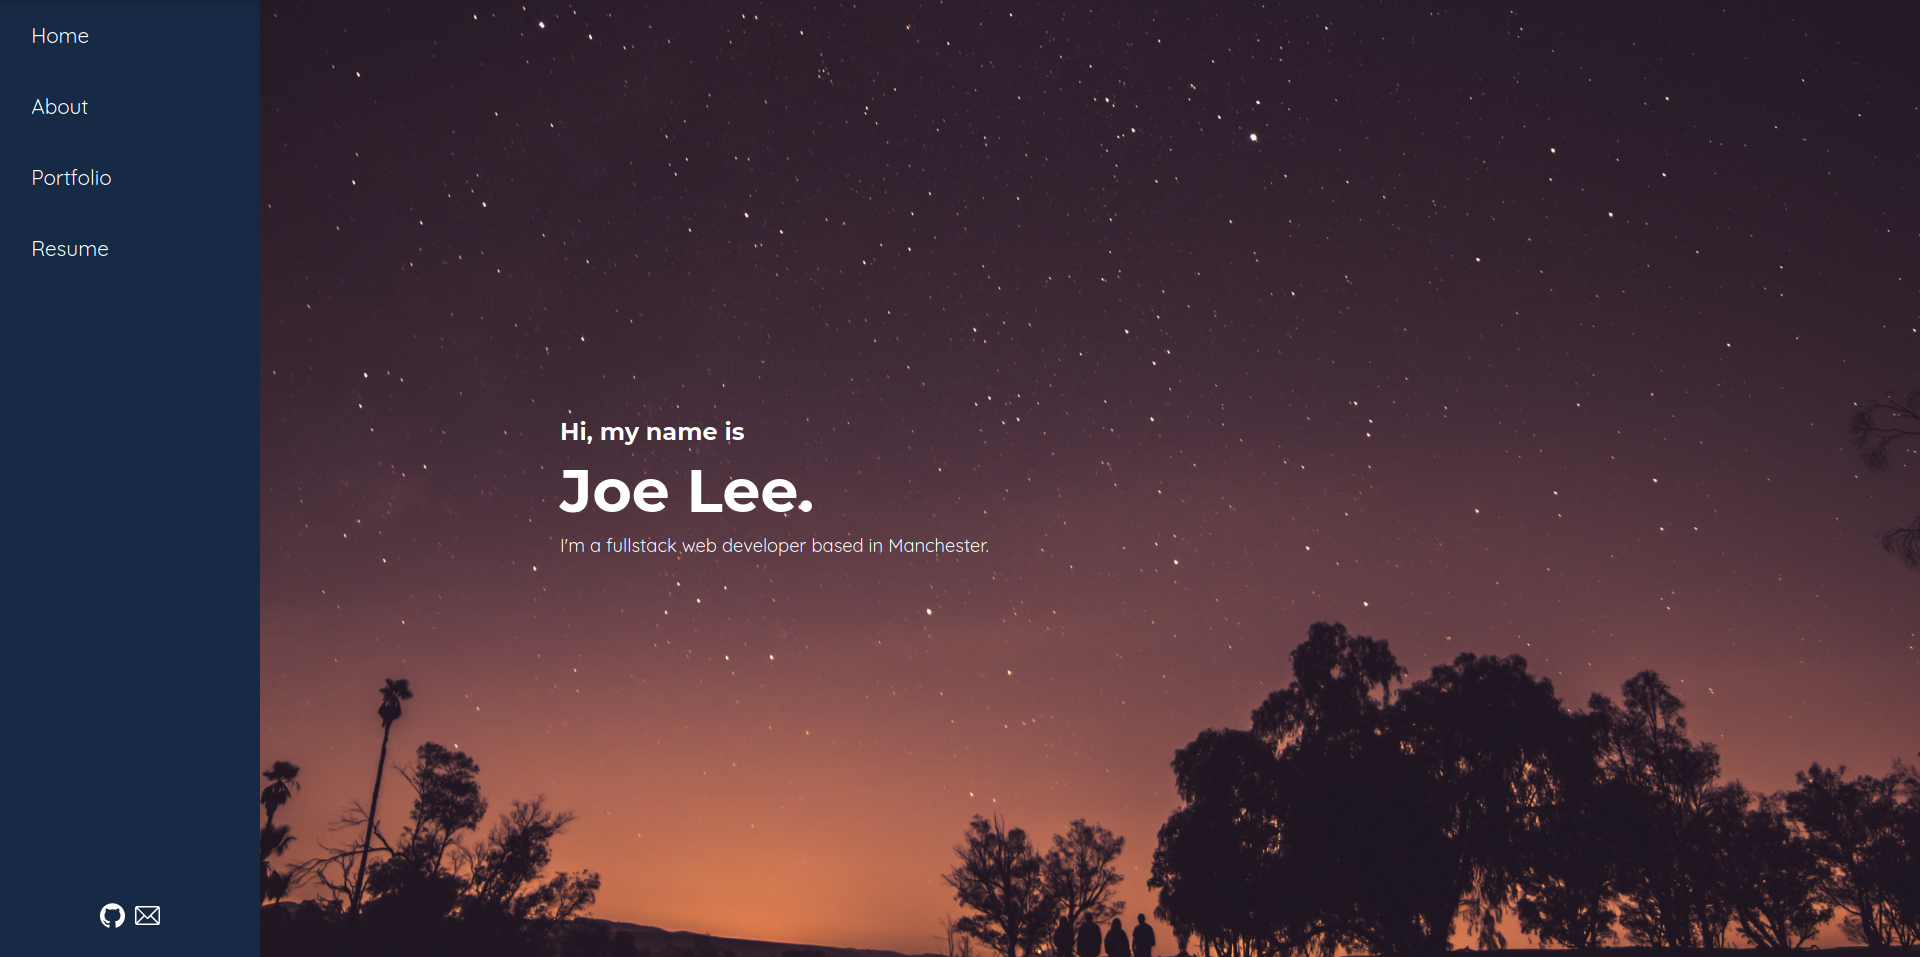 Home
About
Portfolio
Resume
Hi, my name is
Joe Lee.
I'm a fullstack web developer based in Manchester.